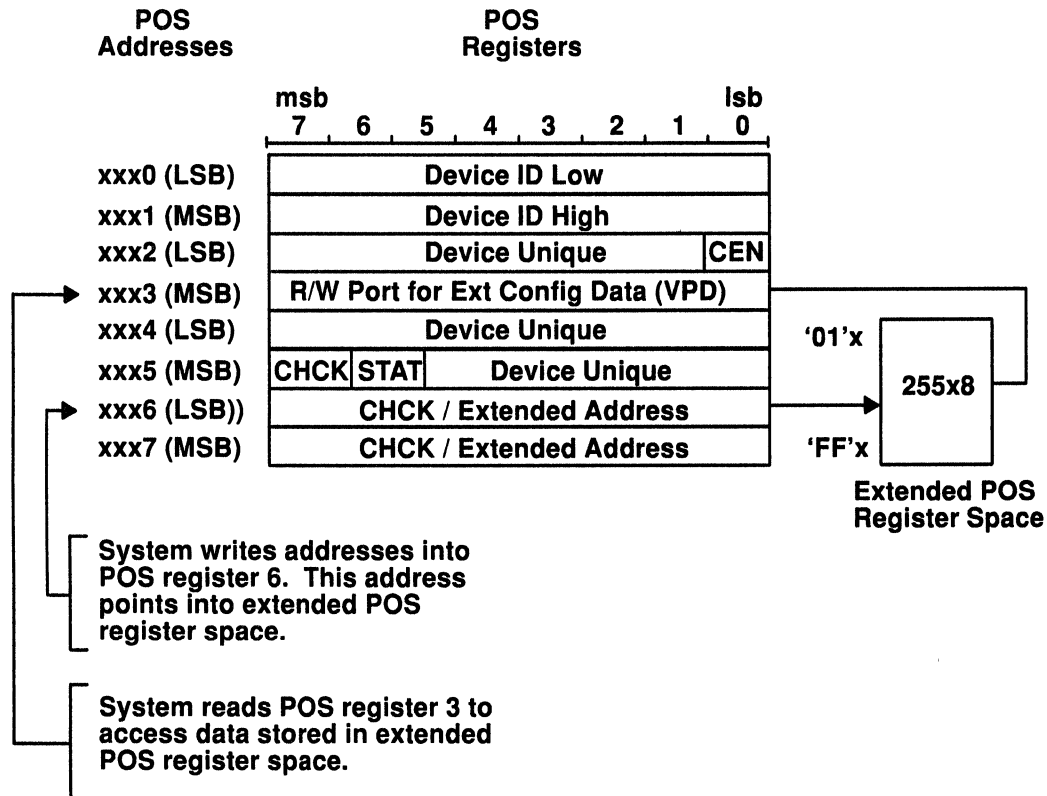 POS Addresses
POS Registers
msb lsb
7 6 5 4 3 2 1 0
xxx0 (LSB) Device ID Low
xxx1 (MSB) Device ID High
xxx2 (LSB) Device Unique CEN
xxx3 (MSB) R/W Port for Ext Config Data (VPD)
xxx4 (LSB) Device Unique
xxx5 (MSB) CHCK STAT Device Unique
xxx6 (LSB)) CHCK / Extended Address
xxx7 (MSB) CHCK / Extended Address
‘01’x
255x8
‘FF’x
Extended POS
Register Space
System writes addresses into
POS register 6. This address
points into extended POS
register space.
System reads POS register 3 to
access data stored in extended
POS register space.